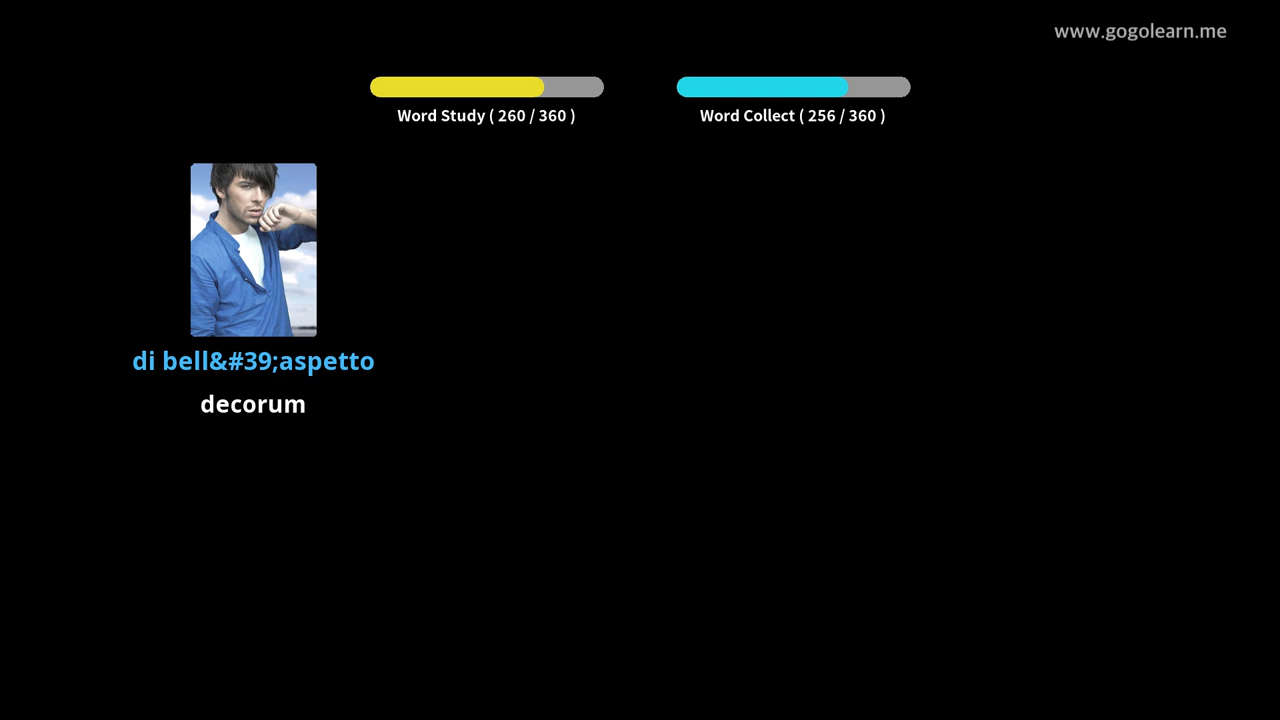 www.gogolearn.me
Word Study ( 260 / 360 )
Word Collect ( 256 / 360 )
di bell&#39;aspetto
decorum